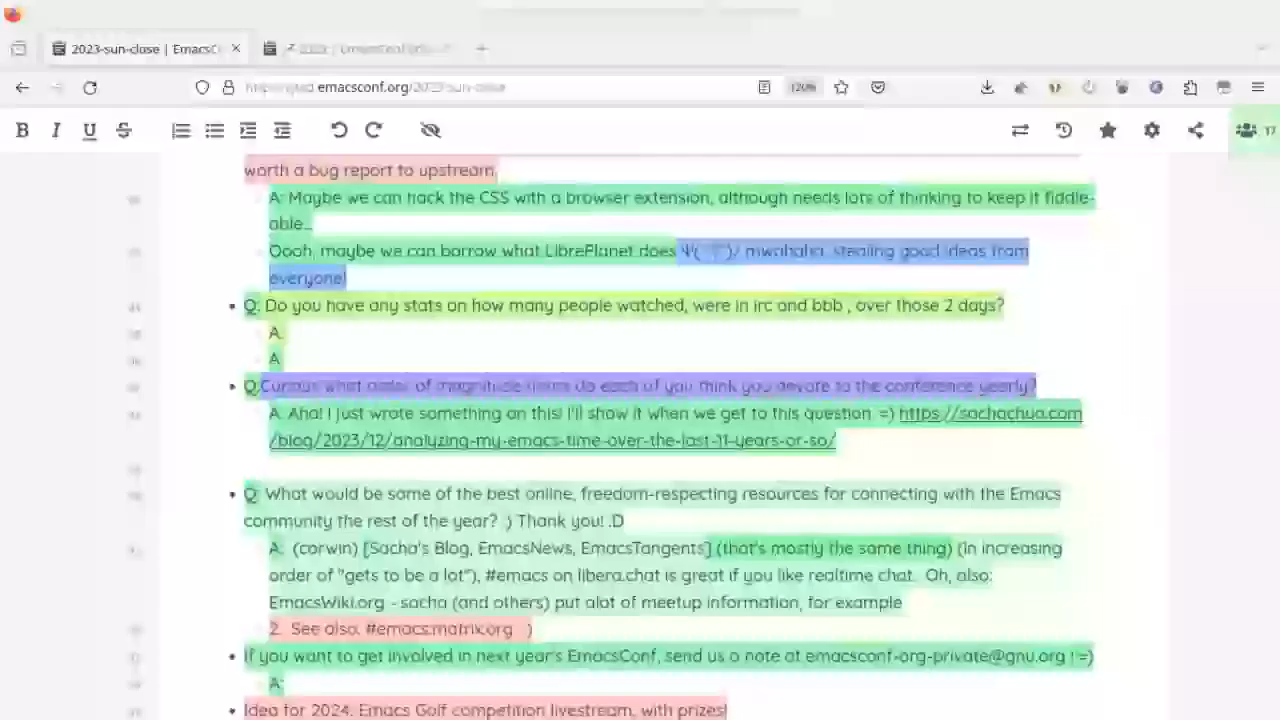 2023-sun-close | EmacsC
emacsconf.org/2023-sun-close
120%
B I U S
17
worth a bug report to upstream.
A: Maybe we can hack the CSS with a browser extension, although needs lots of thinking to keep it fiddle-
able...
Oooh, maybe we can borrow what LibrePlanet does mwahaha, stealing good ideas from
everyone!
Q: Do you have any stats on how many people watched, were in irc and bbb , over those 2 days?
A:
A:
Q: Curious what order of magnitude hours do each of you think you devote to the conference yearly?
A: Aha! I just wrote something on this! I'll show it when we get to this question =) https://sachachua.com
/blog/2023/12/analyzing-my-emacs-time-over-the-last-11-years-or-so/
Q: What would be some of the best online, freedom-respecting resources for connecting with the Emacs
community the rest of the year? :) Thank you! :D
A: (corwin) [Sacha's Blog, EmacsNews, EmacsTangents] (that's mostly the same thing) (in increasing
order of "gets to be a lot"), #emacs on libera.chat is great if you like realtime chat. Oh, also:
EmacsWiki.org - sacha (and others) put alot of meetup information, for example
2. See also: #emacs:matrix.org :)
If you want to get involved in next year's EmacsConf, send us a note at emacsconf-org-private@gnu.org ! =)
A:
Idea for 2024: Emacs Golf competition livestream, with prizes!